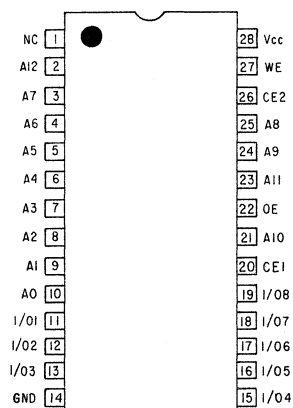 NC 1 28 Vcc
A12 2 27 WE
A7 3 26 CE2
A6 4 25 A8
A5 5 24 A9
A4 6 23 A11
A3 7 22 OE
A2 8 21 A10
A1 9 20 CE1
A0 10 19 I/O8
I/O1 11 18 I/O7
I/O2 12 17 I/O6
I/O3 13 16 I/O5
GND 14 15 I/O4